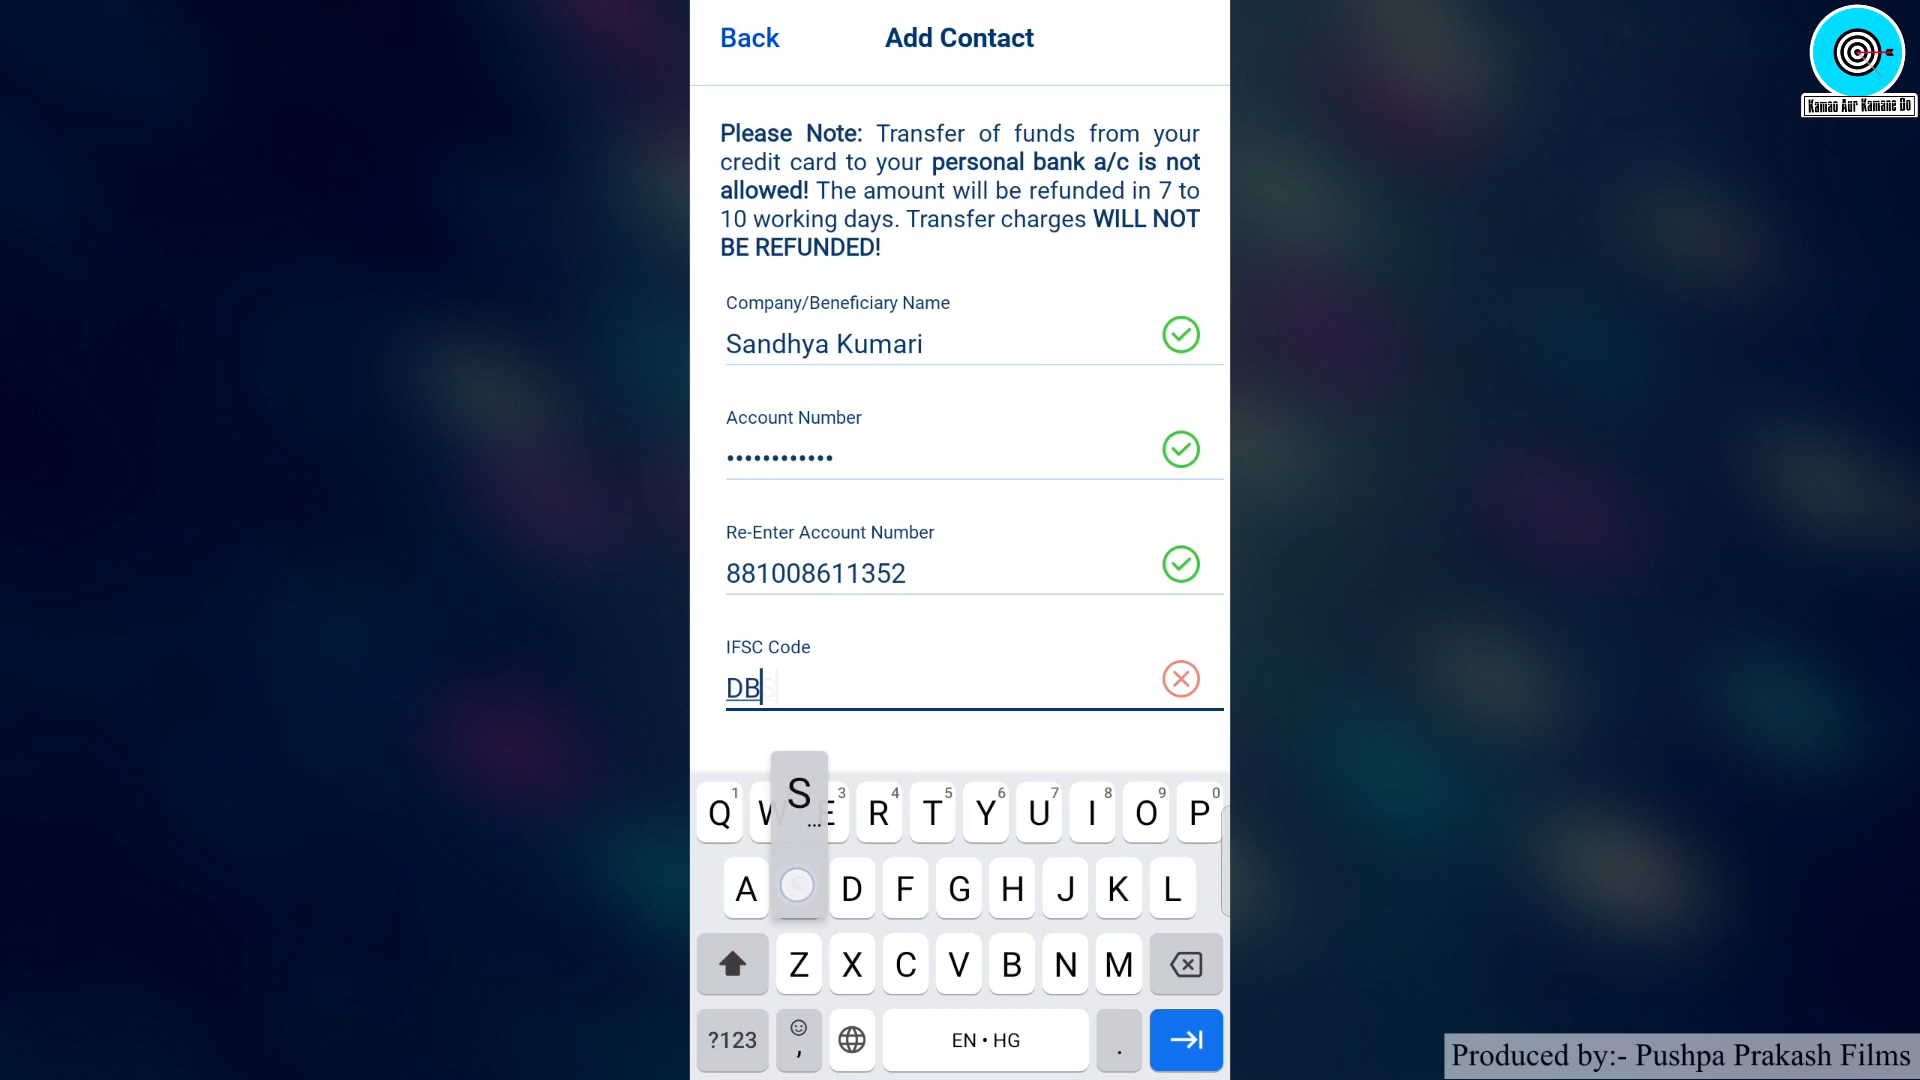 Back
Add Contact
Kamao Aur Kamane Do
Please Note: Transfer of funds from your
credit card to your personal bank a/c is not
allowed! The amount will be refunded in 7 to
10 working days. Transfer charges WILL NOT
BE REFUNDED!
Company/Beneficiary Name
Sandhya Kumari
Account Number
••••••••••••
Re-Enter Account Number
881008611352
IFSC Code
DB
S
...
1 3 4 5 6 7 8 9 0
Q W E R T Y U I O P
A S D F G H J K L
Z X C V B N M
?123 , EN • HG .
Produced by:- Pushpa Prakash Films